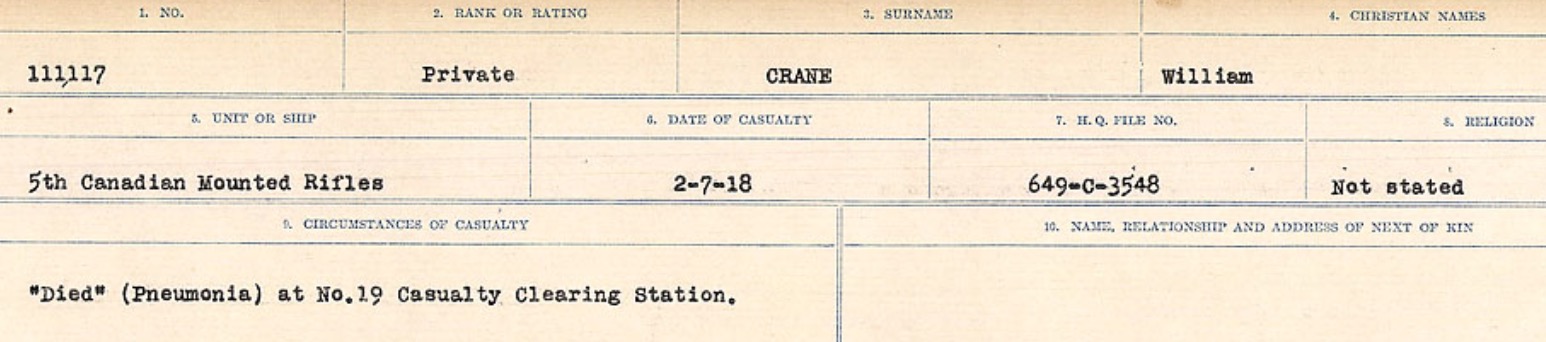 1. NO. 2. RANK OR RATING 3. SURNAME 4. CHRISTIAN NAMES
111117 Private CRANE William
5. UNIT OR SHIP 6. DATE OF CASUALTY 7. H. Q. FILE NO. 8. RELIGION
5th Canadian Mounted Rifles 2-7-18 649-C-3548 Not stated
9. CIRCUMSTANCES OF CASUALTY 10. NAME, RELATIONSHIP AND ADDRESS OF NEXT OF KIN
"Died" (Pneumonia) at No.19 Casualty Clearing Station.